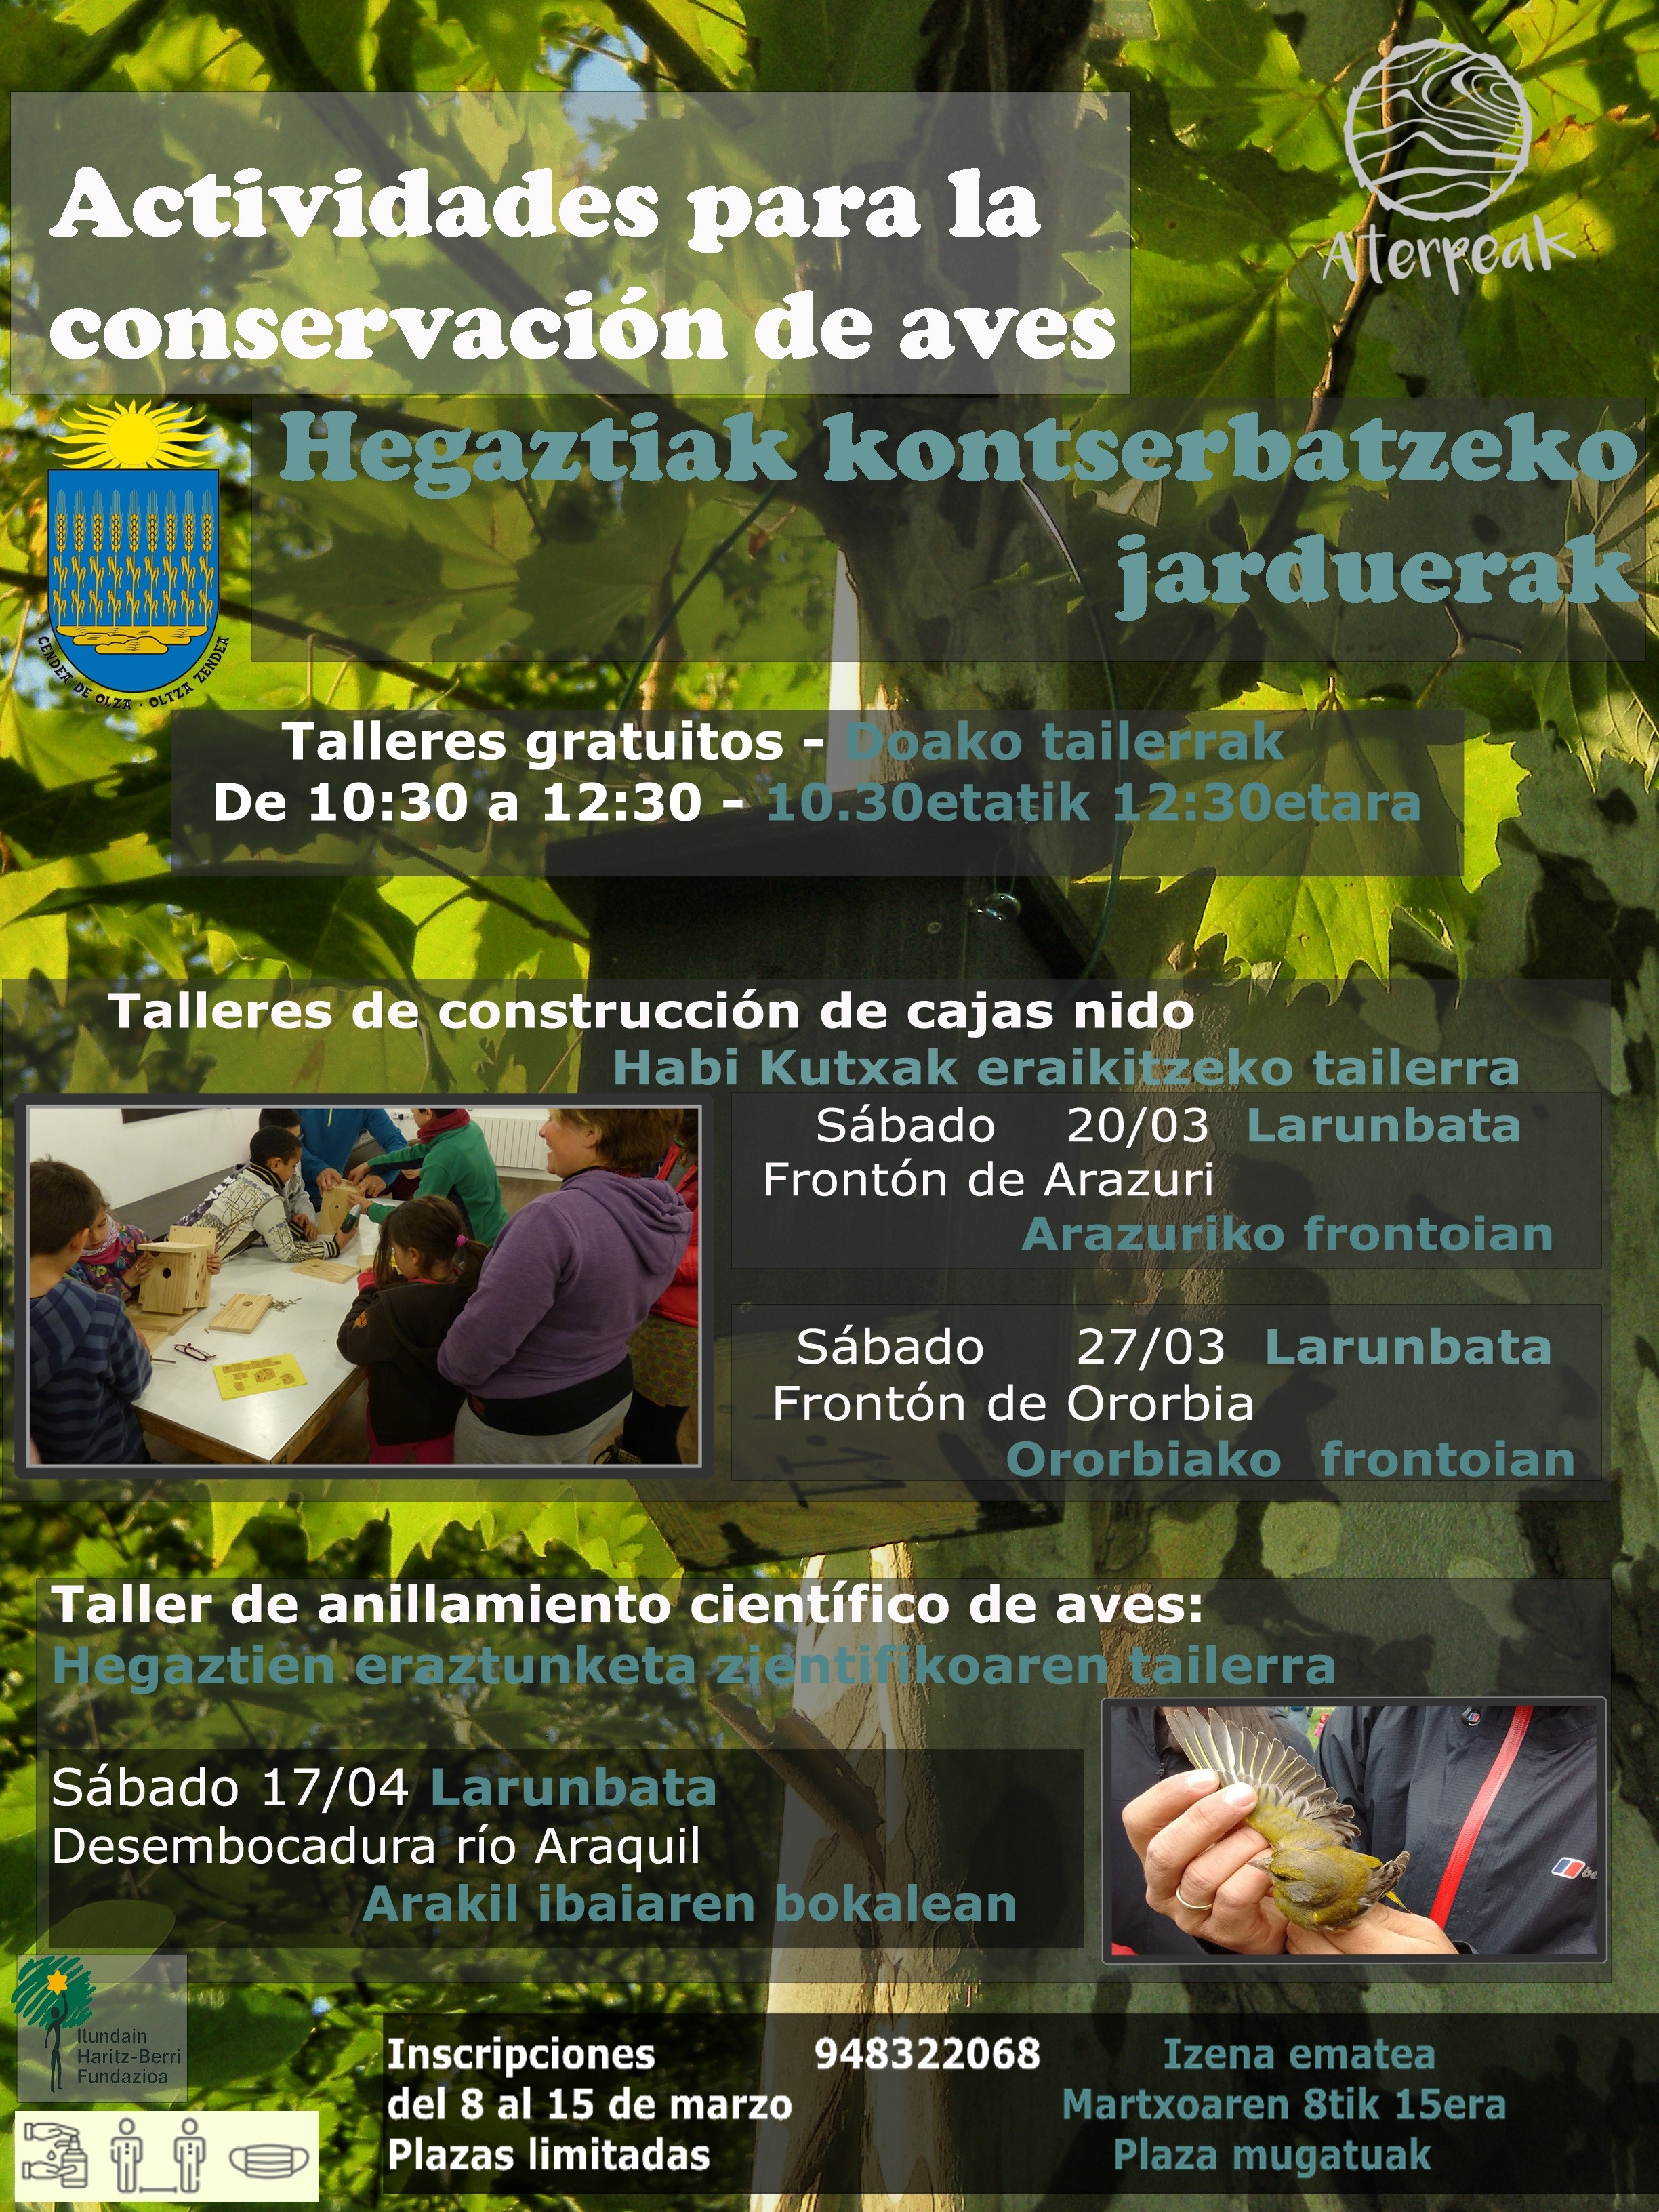 Aterpeak
Actividades para la
conservación de aves
Hegaztiak kontserbatzeko
jarduerak
CENDEA DE OLZA · OLTZA ZENDEA
Talleres gratuitos - Doako tailerrak
De 10:30 a 12:30 - 10.30etatik 12:30etara
Talleres de construcción de cajas nido
Habi Kutxak eraikitzeko tailerra
Sábado 20/03 Larunbata
Frontón de Arazuri
Arazuriko frontoian
Sábado 27/03 Larunbata
Frontón de Ororbia
Ororbiako frontoian
Taller de anillamiento científico de aves:
Hegaztien eraztunketa zientifikoaren tailerra
Sábado 17/04 Larunbata
Desembocadura río Araquil
Arakil ibaiaren bokalean
Ilundain
Haritz-Berri
Fundazioa
Inscripciones 948322068 Izena ematea
del 8 al 15 de marzo Martxoaren 8tik 15era
Plazas limitadas Plaza mugatuak